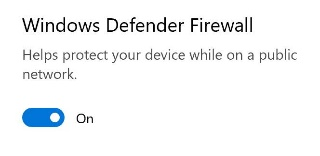 Windows Defender Firewall
Helps protect your device while on a public
network.
On